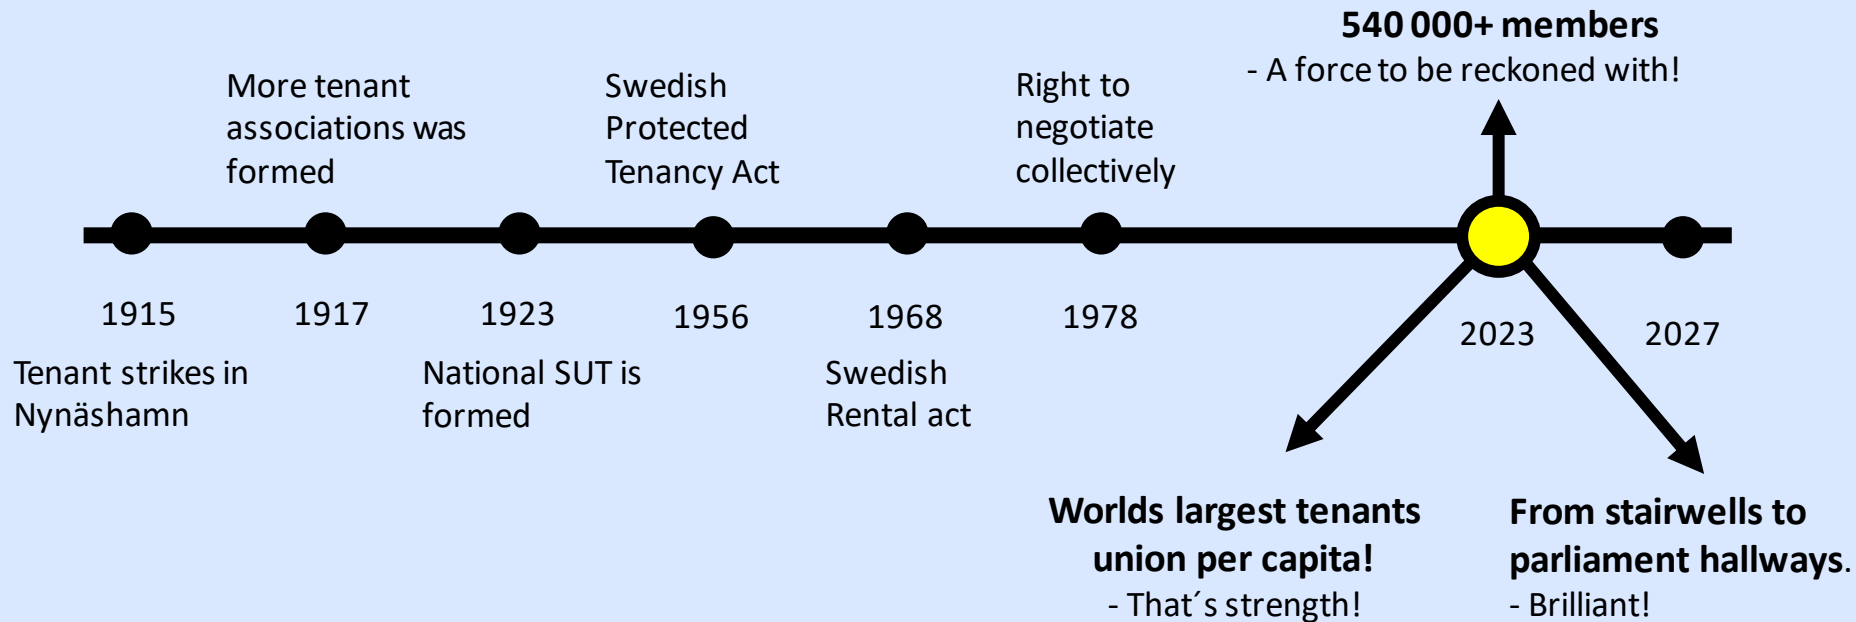 540 000+ members
- A force to be reckoned with!
More tenant
associations was
formed
Swedish
Protected
Tenancy Act
Right to
negotiate
collectively
1915
1917
1923
1956
1968
1978
2023
2027
Tenant strikes in
Nynäshamn
National SUT is
formed
Swedish
Rental act
Worlds largest tenants
union per capita!
- That´s strength!
From stairwells to
parliament hallways.
- Brilliant!